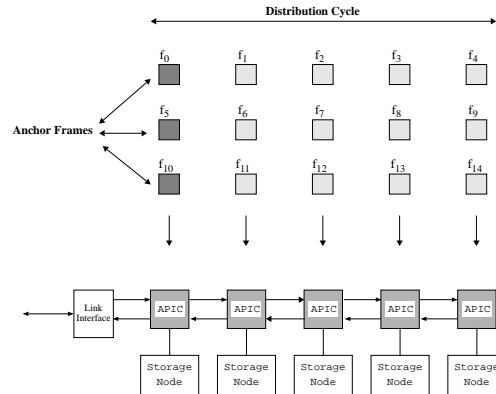 Distribution Cycle
f0 f1 f2 f3 f4
f5 f6 f7 f8 f9
Anchor Frames
f10 f11 f12 f13 f14
Link
Interface
APIC APIC APIC APIC APIC
Storage Storage Storage Storage Storage
Node Node Node Node Node